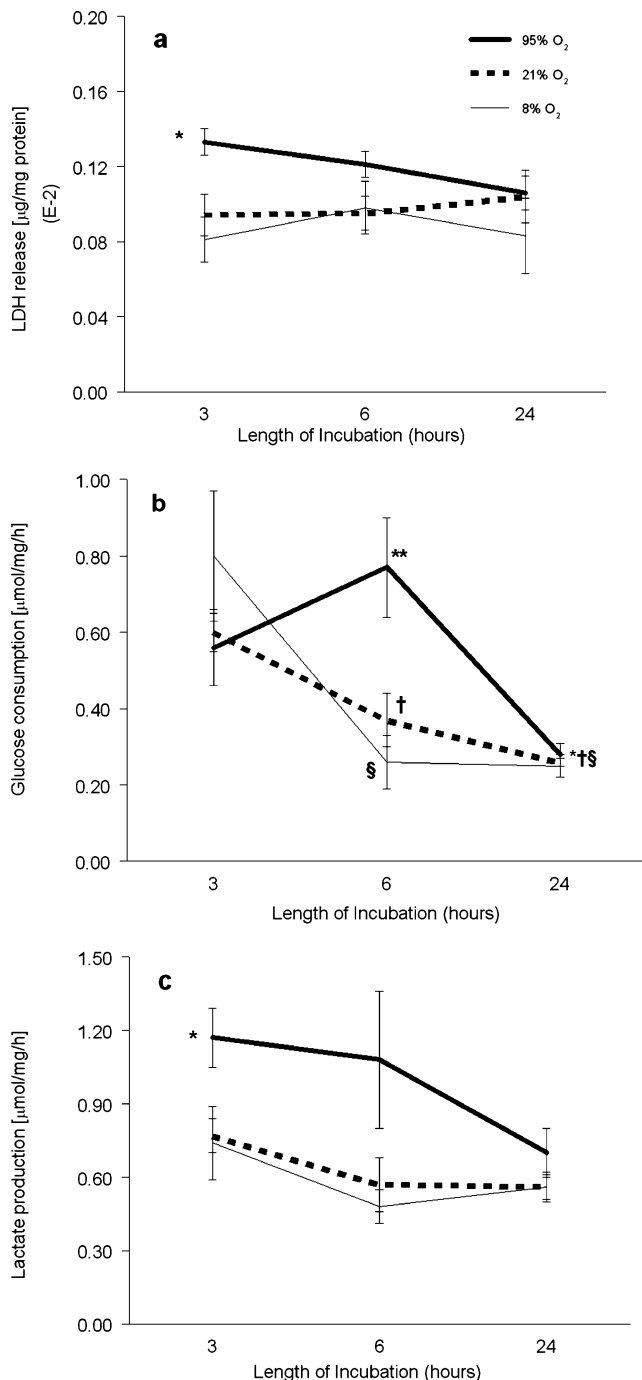 a
95% O2
21% O2
8% O2
LDH release [µg/mg protein]
(E-2)
0.20
0.16
0.12
0.08
0.04
0.00
*
3
6
24
Length of Incubation (hours)
b
Glucose consumption [µmol/mg/h]
1.00
0.80
0.60
0.40
0.20
0.00
**
†
§
*†§
3
6
24
Length of Incubation (hours)
c
Lactate production [µmol/mg/h]
1.50
1.20
0.90
0.60
0.30
0.00
*
3
6
24
Length of Incubation (hours)